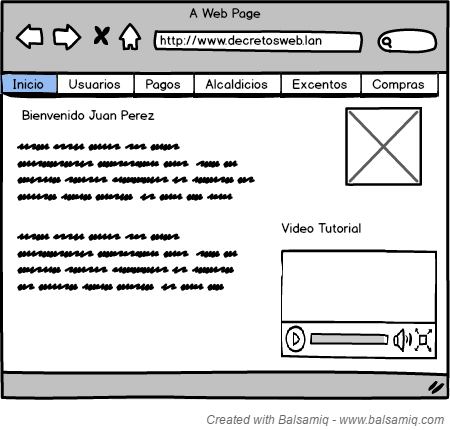 A Web Page
http://www.decretosweb.lan
Inicio Usuarios Pagos Alcaldicios Excentos Compras
Bienvenido Juan Perez
Video Tutorial
Created with Balsamiq - www.balsamiq.com